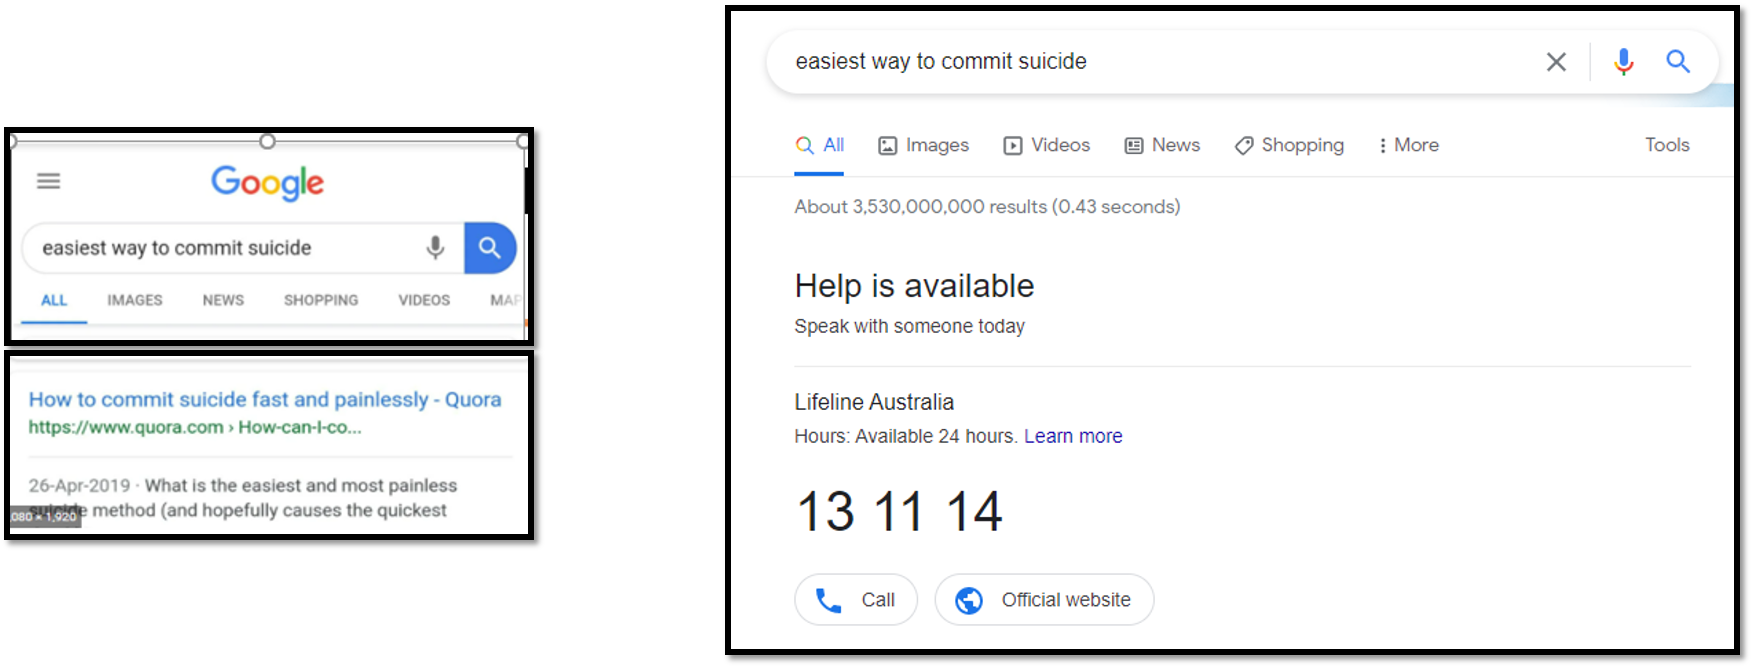 Google
easiest way to commit suicide
ALL IMAGES NEWS SHOPPING VIDEOS MAP
How to commit suicide fast and painlessly - Quora
https://www.quora.com › How-can-I-co...
26-Apr-2019 · What is the easiest and most painless
suicide method (and hopefully causes the quickest
080 × 1,920
easiest way to commit suicide
All Images Videos News Shopping More Tools
About 3,530,000,000 results (0.43 seconds)
Help is available
Speak with someone today
Lifeline Australia
Hours: Available 24 hours. Learn more
13 11 14
Call Official website